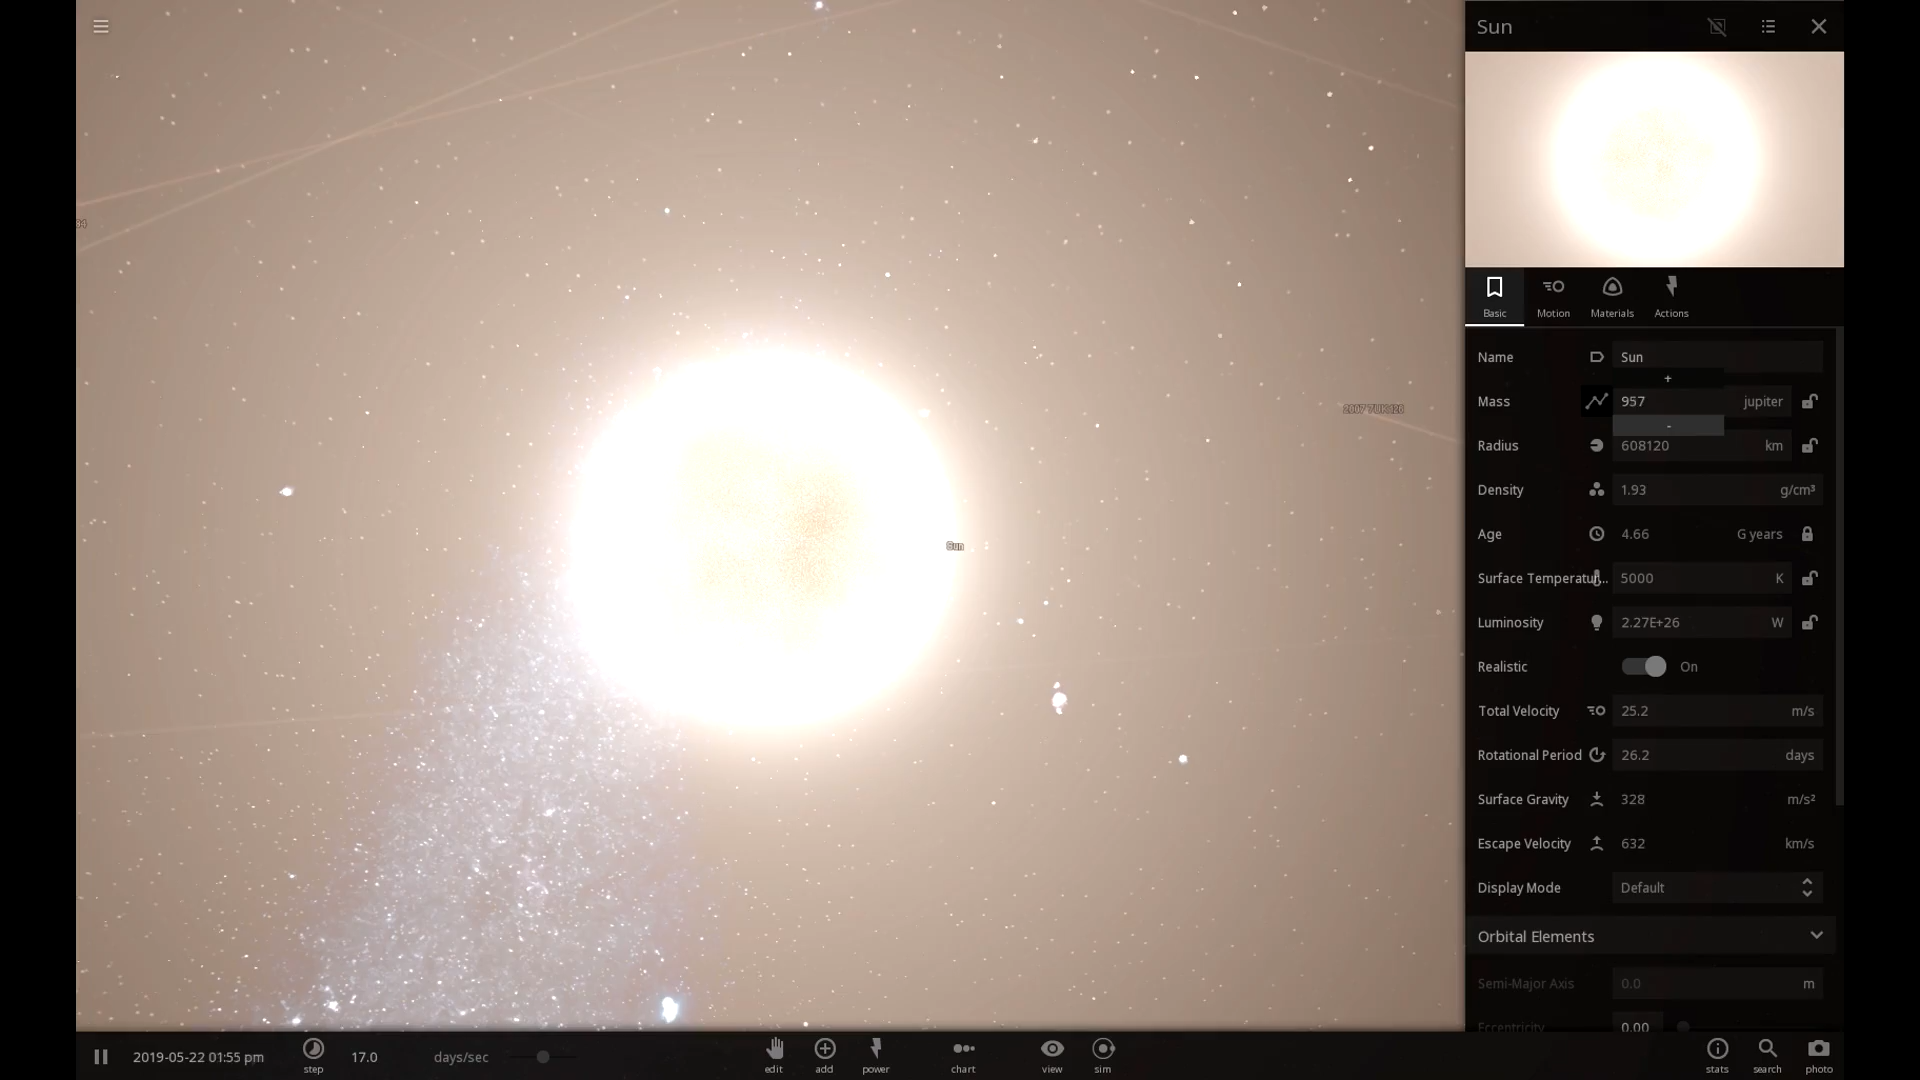 Sun
Basic
Motion
Materials
Actions
Name Sun
+
Mass 957 jupiter
-
Radius 608120 km
Density 1.93 g/cm³
Age 4.66 G years
Surface Temperatur... 5000 K
Luminosity 2.27E+26 W
Realistic On
Total Velocity 25.2 m/s
Rotational Period 26.2 days
Surface Gravity 328 m/s²
Escape Velocity 632 km/s
Display Mode Default
Orbital Elements
Semi-Major Axis 0.0 m
Eccentricity 0.00
Sun
2019-05-22 01:55 pm
step
17.0 days/sec
edit
add
power
chart
view
sim
stats
search
photo